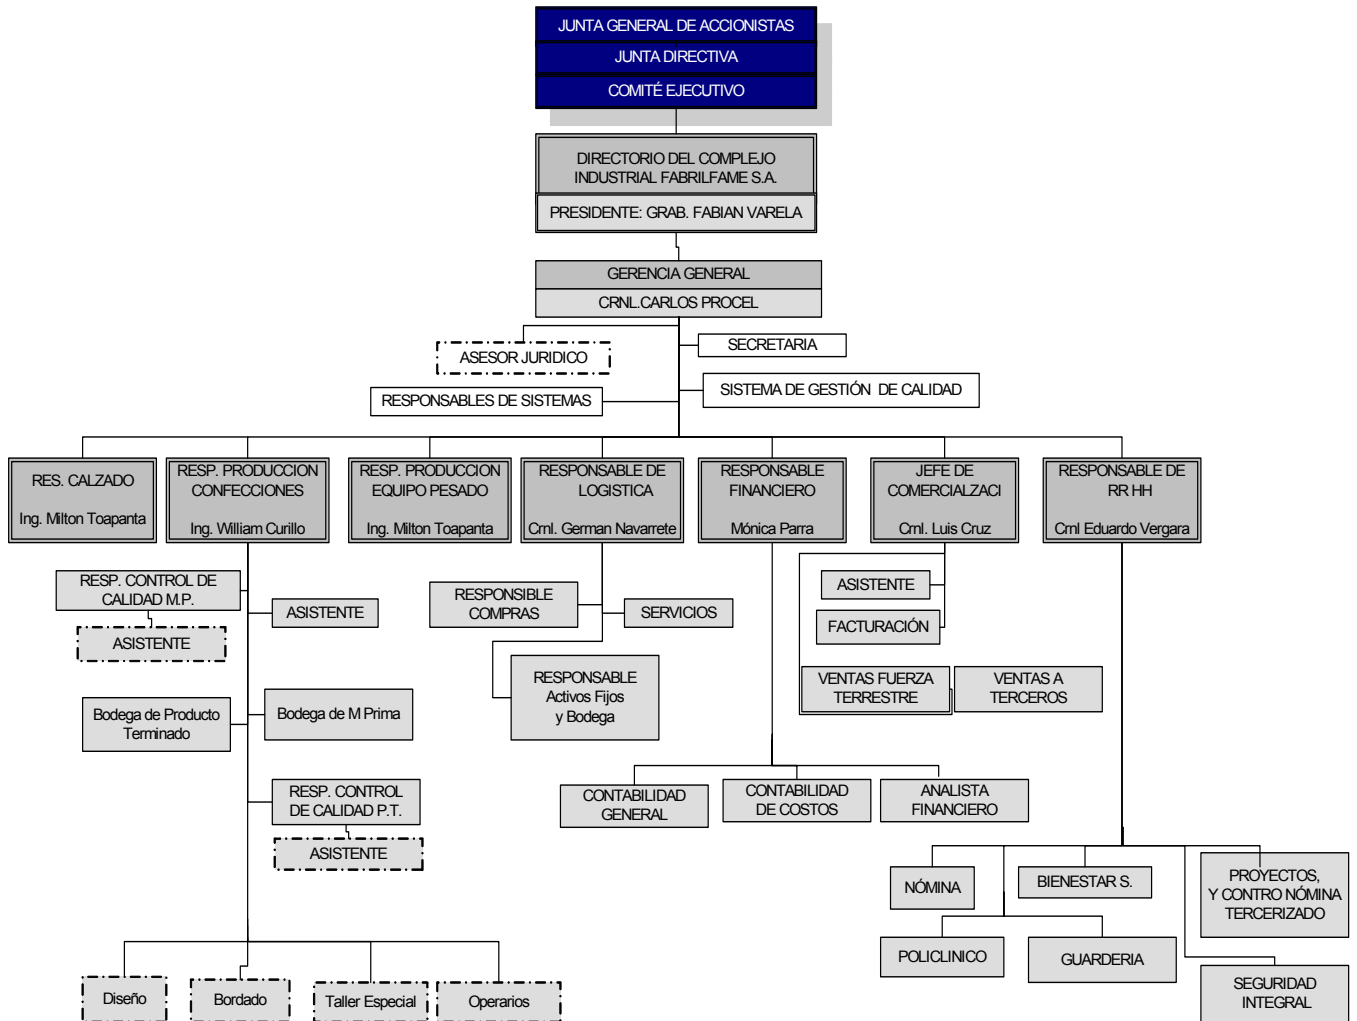 JUNTA GENERAL DE ACCIONISTAS
JUNTA DIRECTIVA
COMITÉ EJECUTIVO
DIRECTORIO DEL COMPLEJO
INDUSTRIAL FABRILFAME S.A.
PRESIDENTE: GRAB. FABIAN VARELA
GERENCIA GENERAL
CRNL.CARLOS PROCEL
ASESOR JURIDICO
SECRETARIA
RESPONSABLES DE SISTEMAS
SISTEMA DE GESTIÓN DE CALIDAD
RES. CALZADO
Ing. Milton Toapanta
RESP. PRODUCCION
CONFECCIONES
Ing. William Curillo
RESP. PRODUCCION
EQUIPO PESADO
Ing. Milton Toapanta
RESPONSABLE DE
LOGISTICA
Crnl. German Navarrete
RESPONSABLE
FINANCIERO
Mónica Parra
JEFE DE
COMERCIALZACI
Crnl. Luis Cruz
RESPONSABLE DE
RR HH
Crnl Eduardo Vergara
RESP. CONTROL DE
CALIDAD M.P.
ASISTENTE
ASISTENTE
Bodega de Producto
Terminado
Bodega de M Prima
RESP. CONTROL
DE CALIDAD P.T.
ASISTENTE
Diseño
Bordado
Taller Especial
Operarios
RESPONSIBLE
COMPRAS
SERVICIOS
RESPONSABLE
Activos Fijos
y Bodega
CONTABILIDAD
GENERAL
CONTABILIDAD
DE COSTOS
ANALISTA
FINANCIERO
ASISTENTE
FACTURACIÓN
VENTAS FUERZA
TERRESTRE
VENTAS A
TERCEROS
NÓMINA
BIENESTAR S.
PROYECTOS,
Y CONTRO NÓMINA
TERCERIZADO
POLICLINICO
GUARDERIA
SEGURIDAD
INTEGRAL